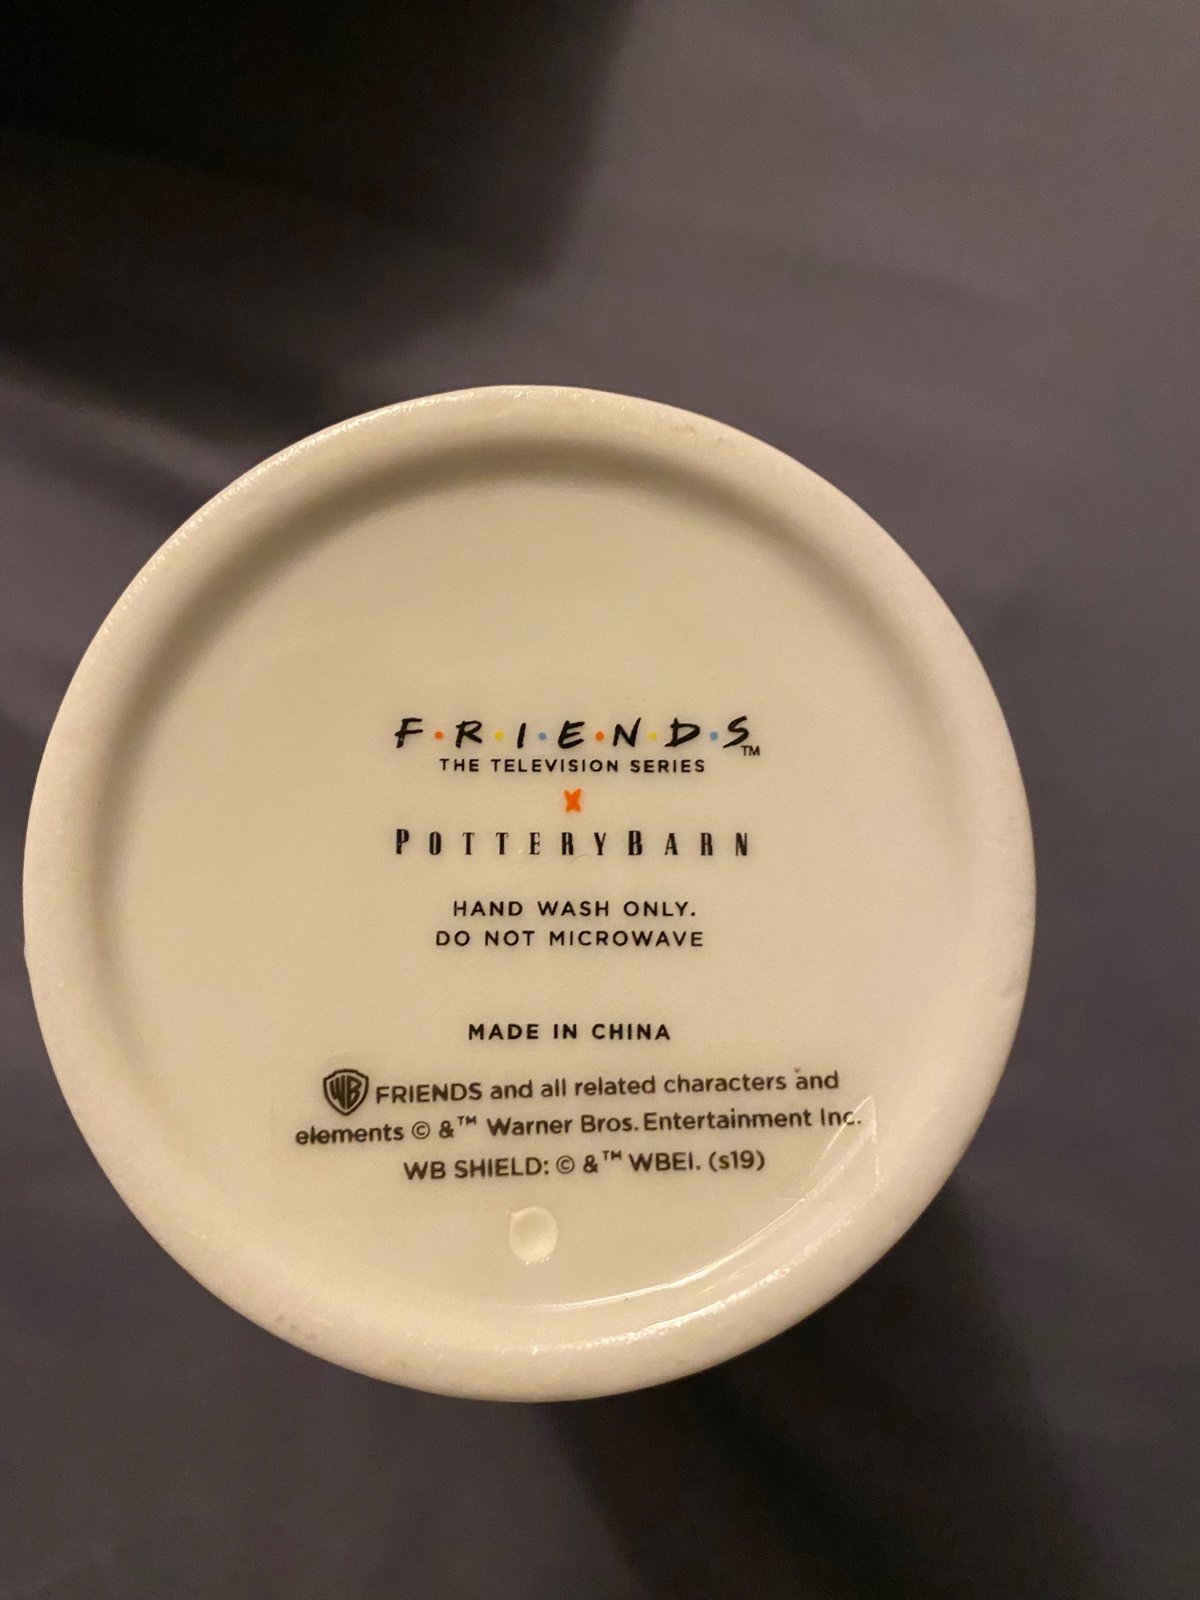 F•R•I•E•N•D•S™
THE TELEVISION SERIES
X
POTTERYBARN
HAND WASH ONLY.
DO NOT MICROWAVE
MADE IN CHINA
WB FRIENDS and all related characters and
elements © &™ Warner Bros. Entertainment Inc.
WB SHIELD: © &™ WBEI. (s19)